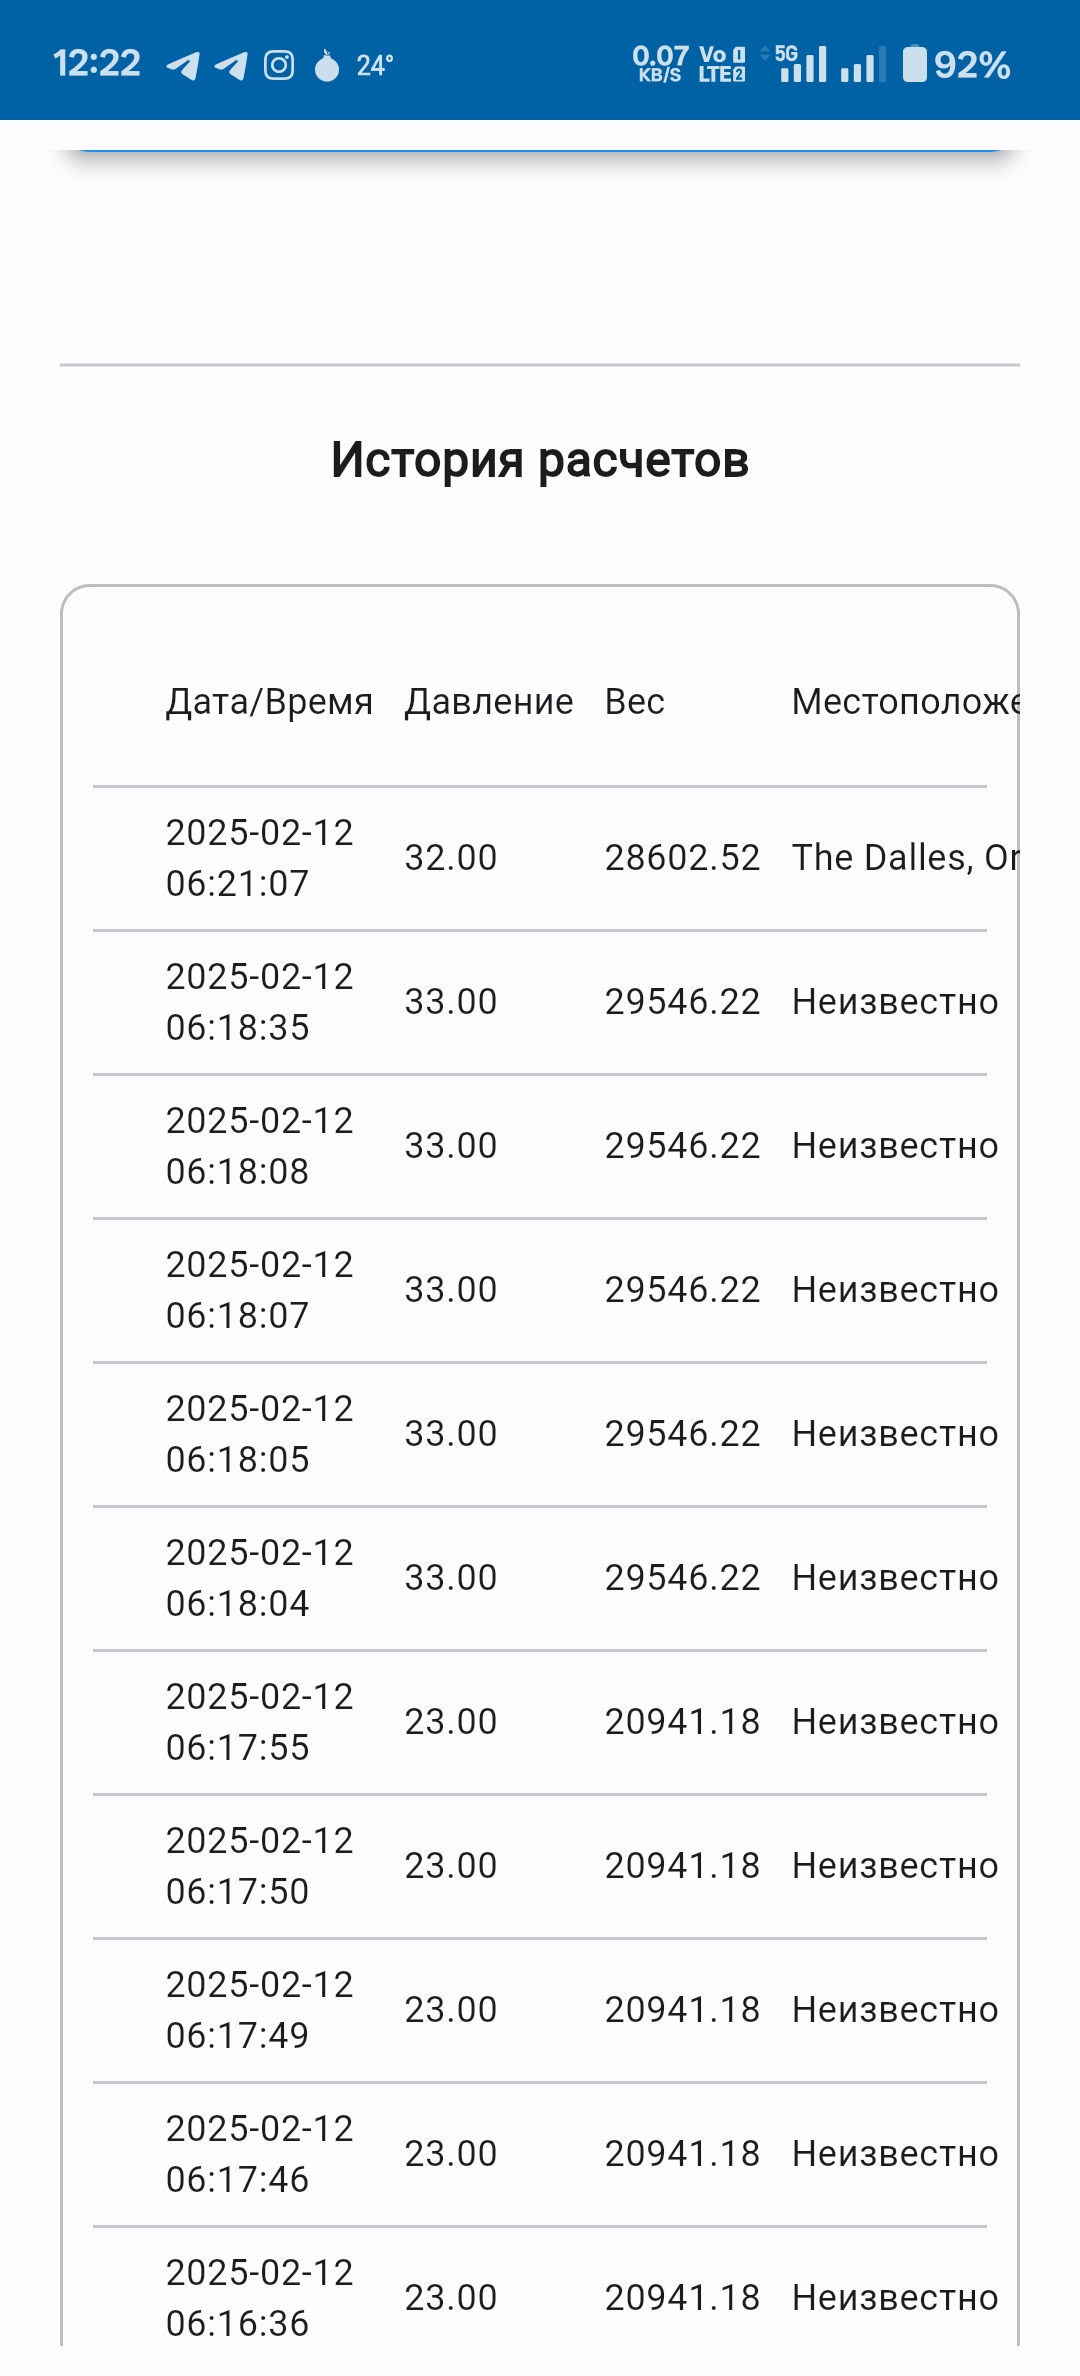 12:22 24° 0.07 KB/S Vo LTE 1 2 5G 92%
История расчетов
Дата/Время Давление Вес Местоположе
2025-02-12
06:21:07 32.00 28602.52 The Dalles, Or
2025-02-12
06:18:35 33.00 29546.22 Неизвестно
2025-02-12
06:18:08 33.00 29546.22 Неизвестно
2025-02-12
06:18:07 33.00 29546.22 Неизвестно
2025-02-12
06:18:05 33.00 29546.22 Неизвестно
2025-02-12
06:18:04 33.00 29546.22 Неизвестно
2025-02-12
06:17:55 23.00 20941.18 Неизвестно
2025-02-12
06:17:50 23.00 20941.18 Неизвестно
2025-02-12
06:17:49 23.00 20941.18 Неизвестно
2025-02-12
06:17:46 23.00 20941.18 Неизвестно
2025-02-12
06:16:36 23.00 20941.18 Неизвестно